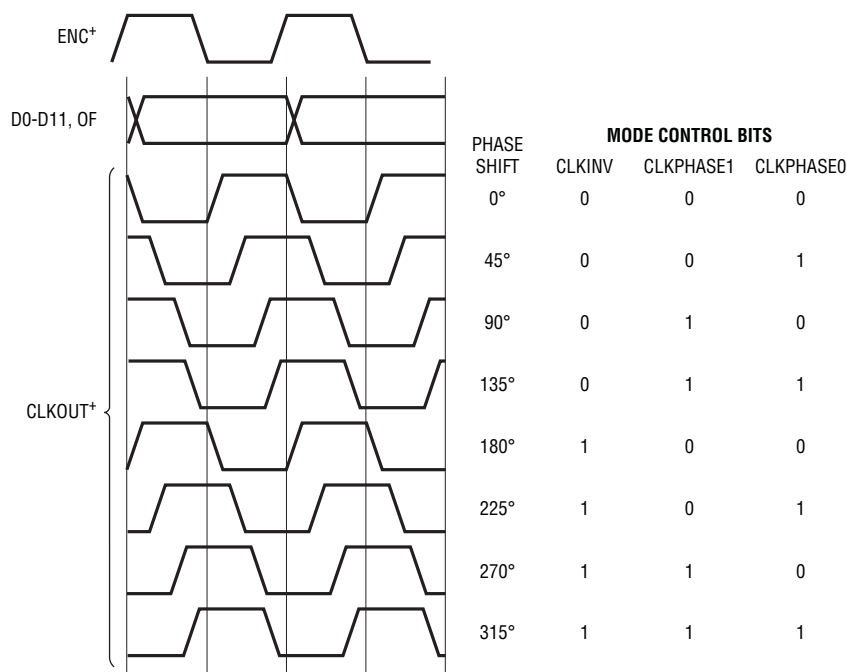 ENC+
D0-D11, OF
CLKOUT+
MODE CONTROL BITS
PHASE
SHIFT CLKINV CLKPHASE1 CLKPHASE0
0° 0 0 0
45° 0 0 1
90° 0 1 0
135° 0 1 1
180° 1 0 0
225° 1 0 1
270° 1 1 0
315° 1 1 1